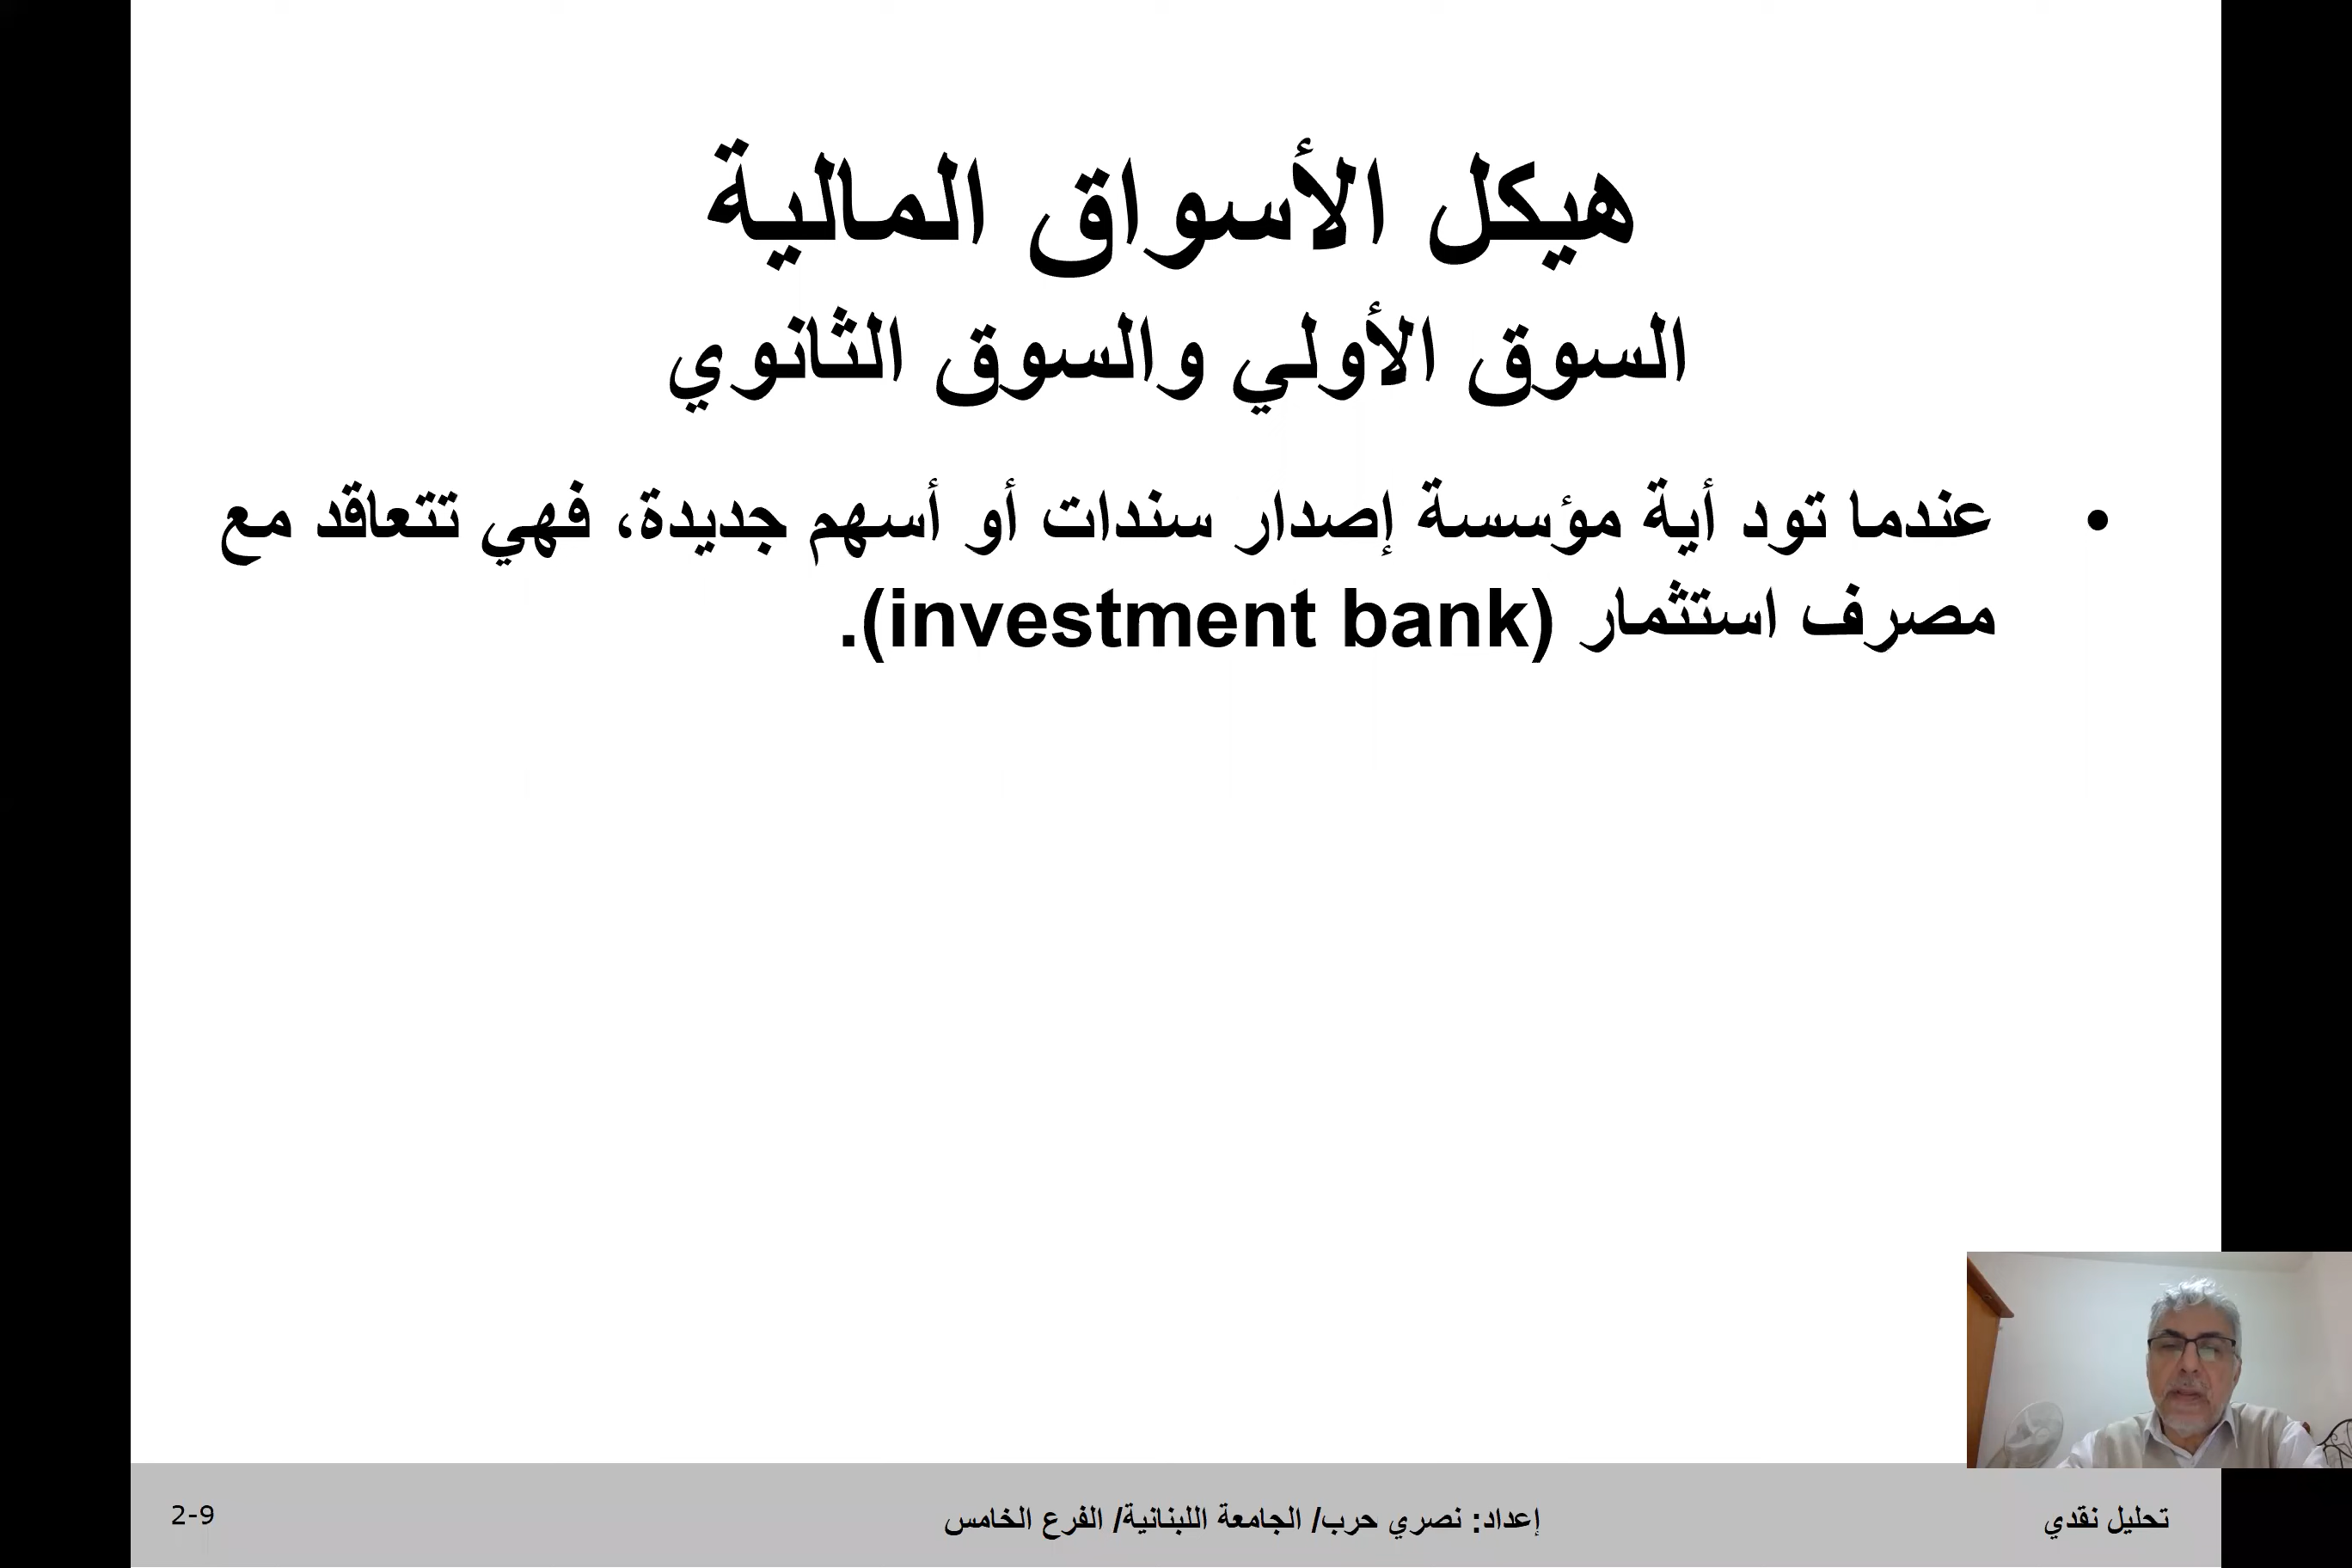 هيكل الأسواق المالية
السوق الأولي والسوق الثانوي
• عندما تود أية مؤسسة إصدار سندات أو أسهم جديدة، فهي تتعاقد مع
مصرف استثمار (investment bank).
تحليل نقدي
إعداد: نصري حرب/ الجامعة اللبنانية/ الفرع الخامس
2-9